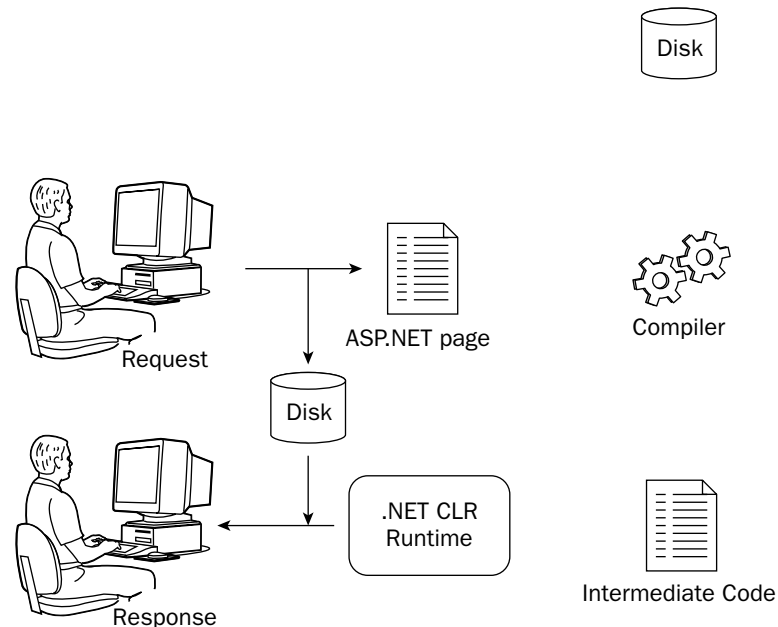 Disk
Request
ASP.NET page
Compiler
Disk
.NET CLR
Runtime
Intermediate Code
Response